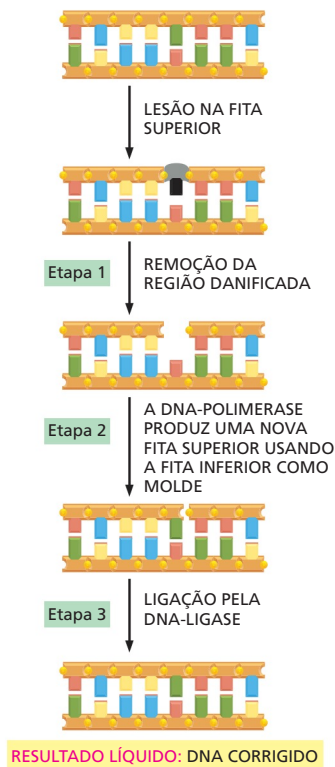 LESÃO NA FITA
SUPERIOR
Etapa 1
REMOÇÃO DA
REGIÃO DANIFICADA
Etapa 2
A DNA-POLIMERASE
PRODUZ UMA NOVA
FITA SUPERIOR USANDO
A FITA INFERIOR COMO
MOLDE
Etapa 3
LIGAÇÃO PELA
DNA-LIGASE
RESULTADO LÍQUIDO: DNA CORRIGIDO